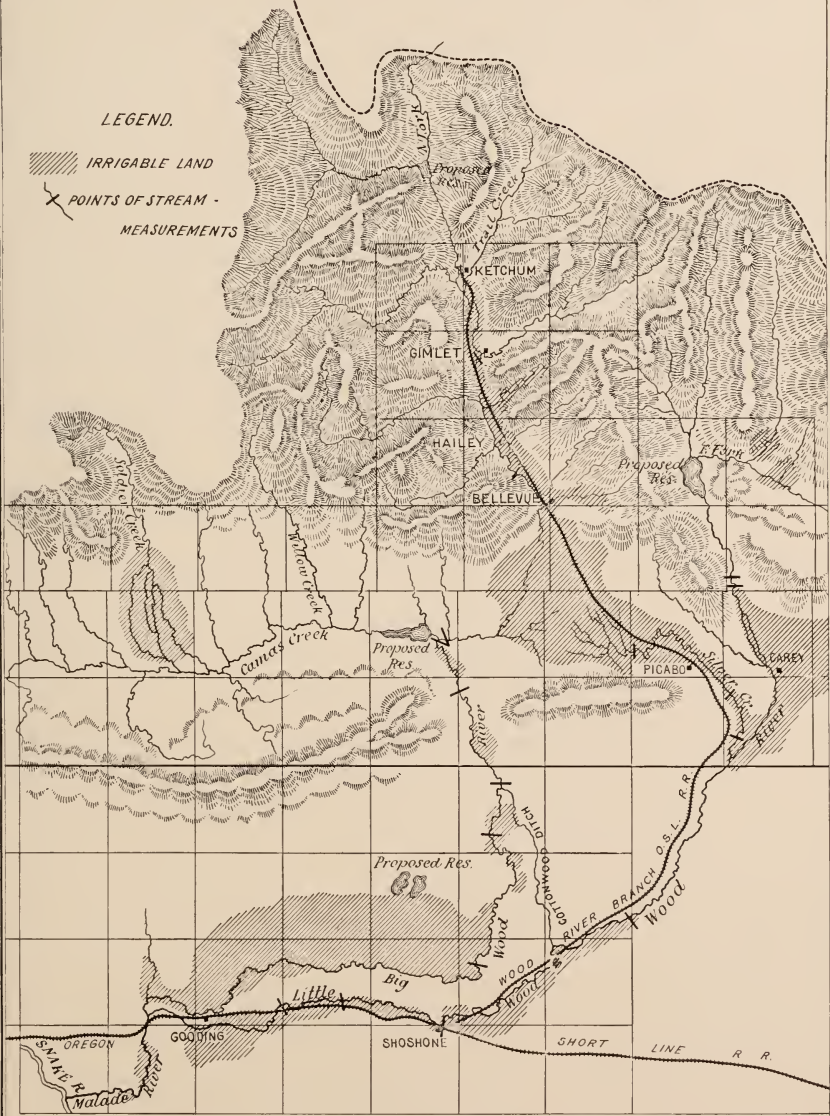 LEGEND.
IRRIGABLE LAND
POINTS OF STREAM -
MEASUREMENTS
N. Fork
Proposed
Res.
Trail Creek
KETCHUM
GIMLET
HAILEY
BELLEVUE
E. Fork
Proposed
Res.
Soldier Creek
Willow Creek
Camas Creek
Proposed
Res.
PICABO
Silver Cr.
CAREY
River
River
COTTONWOOD DITCH
Proposed Res.
Wood
Big
Little
Wood
WOOD RIVER BRANCH O.S.L. R.R.
Wood
GOODING
SHOSHONE
OREGON SHORT LINE R R.
SNAKE R.
Malade
River